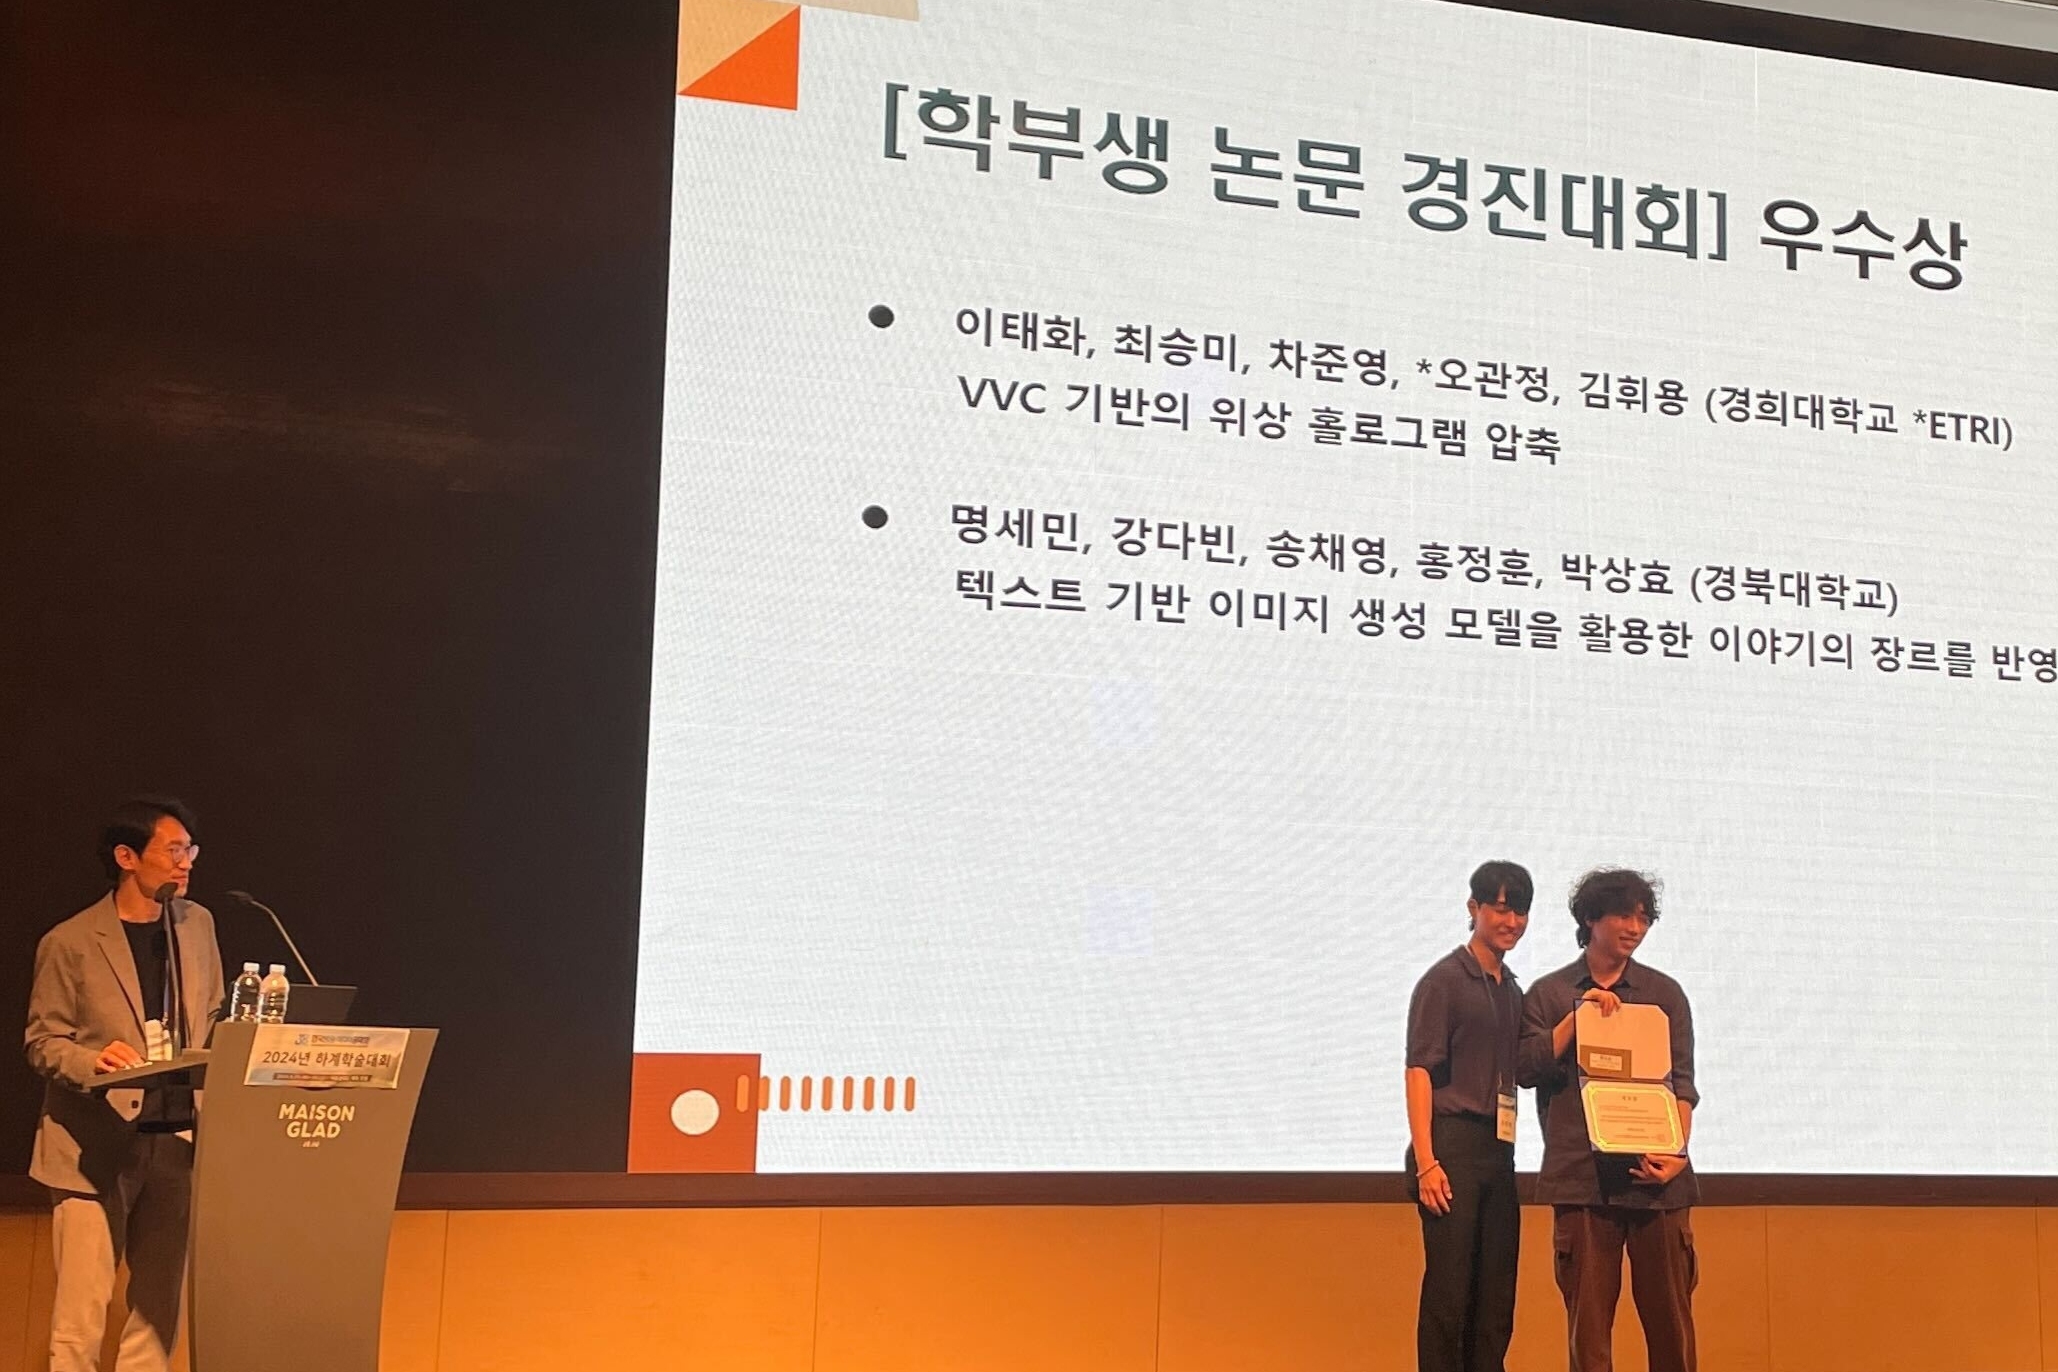 [학부생 논문 경진대회] 우수상
이태화, 최승미, 차준영, *오관정, 김휘용 (경희대학교 *ETRI)
VVC 기반의 위상 홀로그램 압축
명세민, 강다빈, 송채영, 홍정훈, 박상효 (경북대학교)
텍스트 기반 이미지 생성 모델을 활용한 이야기의 장르를 반영
2024년 하계학술대회
MAISON
GLAD